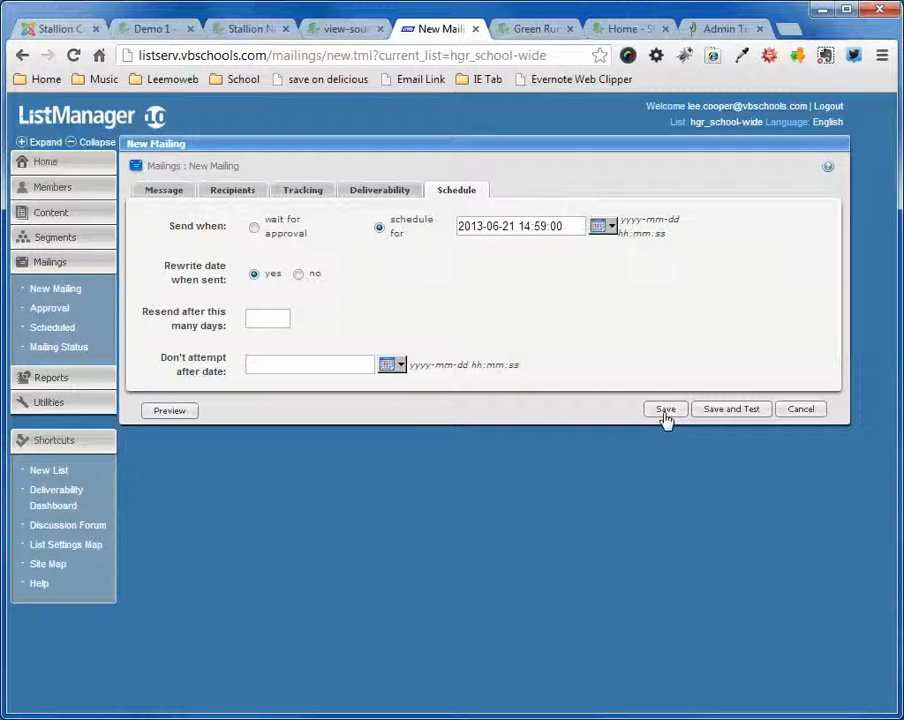 Stallion C
Demo 1 -
Stallion N
view-sou
New Maili
Green Ru
Home - S
Admin T
listserv.vbschools.com/mailings/new.tml?current_list=hgr_school-wide
Home
Music
Leemoweb
School
save on delicious
Email Link
IE Tab
Evernote Web Clipper
ListManager 10
Welcome lee.cooper@vbschools.com | Logout
List: hgr_school-wide Language: English
Expand Collapse
New Mailing
Home
Mailings : New Mailing
Members
Message
Recipients
Tracking
Deliverability
Schedule
Content
Segments
Mailings
New Mailing
Approval
Scheduled
Mailing Status
Reports
Utilities
Send when:
wait for
approval
schedule
for
2013-06-21 14:59:00
yyyy-mm-dd
hh:mm:ss
Rewrite date
when sent:
yes
no
Resend after this
many days:
Don't attempt
after date:
yyyy-mm-dd hh:mm:ss
Preview
Save
Save and Test
Cancel
Shortcuts
New List
Deliverability
Dashboard
Discussion Forum
List Settings Map
Site Map
Help